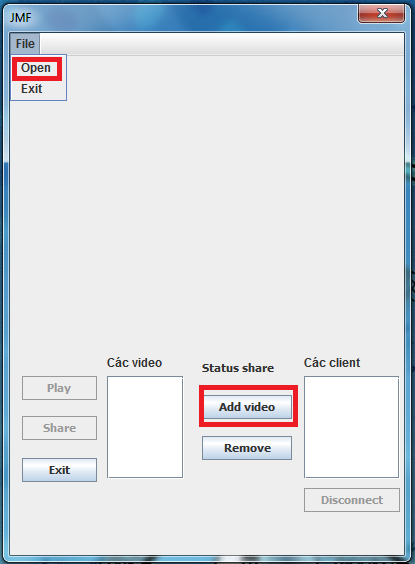 JMF
File
Open
Exit
Các video
Status share
Các client
Play
Add video
Share
Remove
Exit
Disconnect